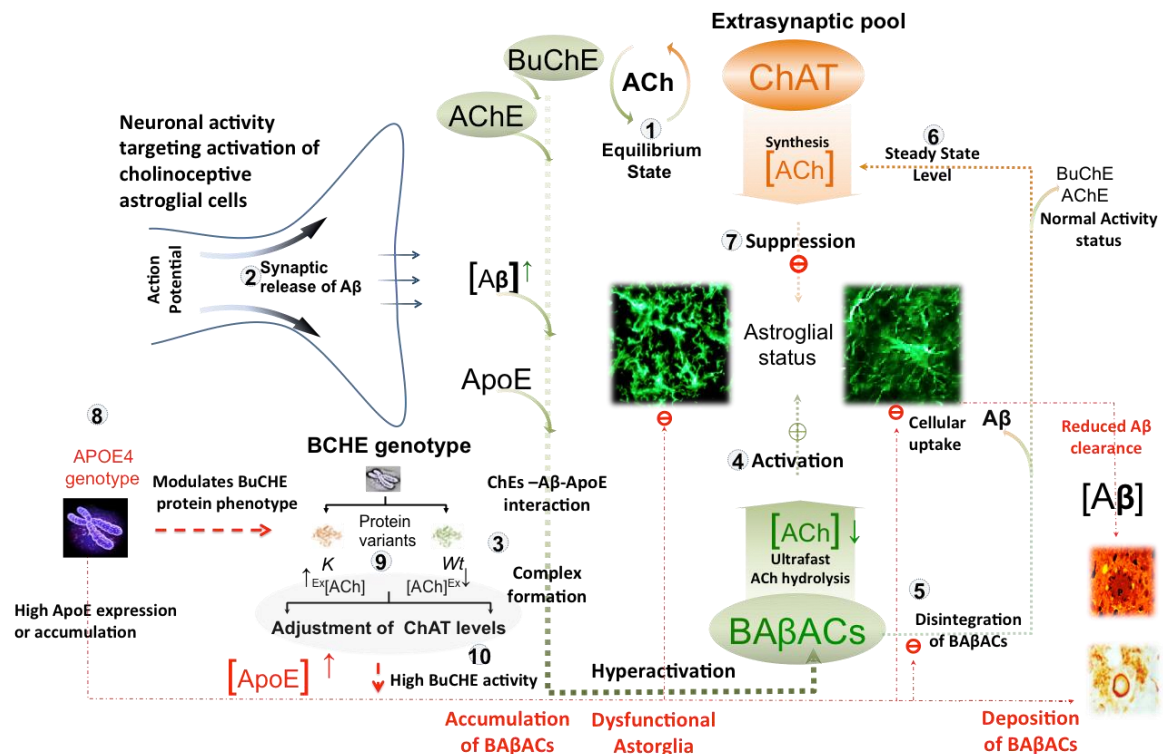 Extrasynaptic pool
BuChE
AChE
ACh
1
Equilibrium
State
ChAT
Synthesis
[ACh]
6
Steady State
Level
BuChE
AChE
Normal Activity
status
Neuronal activity
targeting activation of
cholinoceptive
astroglial cells
Action
Potential
2 Synaptic
release of Aβ
[Aβ]↑
ApoE
7 Suppression
Astroglial
status
4 Activation
Cellular
uptake
Aβ
Reduced Aβ
clearance
[Aβ]
8
APOE4
genotype
Modulates BuCHE
protein phenotype
BCHE genotype
Protein
variants
K
Wt
9
↑Ex[ACh]
[ACh]Ex↓
Adjustment of ChAT levels
ChEs –Aβ-ApoE
interaction
3
Complex
formation
[ACh]↓
Ultrafast
ACh hydrolysis
BAβACs
5
Disintegration
of BAβACs
High ApoE expression
or accumulation
[ApoE]↑
10
High BuCHE activity
Hyperactivation
Accumulation
of BAβACs
Dysfunctional
Astorglia
Deposition
of BAβACs